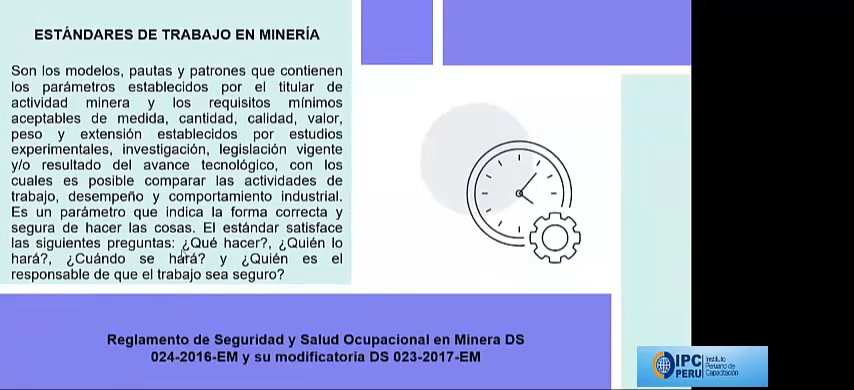 ESTÁNDARES DE TRABAJO EN MINERÍA
Son los modelos, pautas y patrones que contienen
los parámetros establecidos por el titular de
actividad minera y los requisitos mínimos
aceptables de medida, cantidad, calidad, valor,
peso y extensión establecidos por estudios
experimentales, investigación, legislación vigente
y/o resultado del avance tecnológico, con los
cuales es posible comparar las actividades de
trabajo, desempeño y comportamiento industrial.
Es un parámetro que indica la forma correcta y
segura de hacer las cosas. El estándar satisface
las siguientes preguntas: ¿Qué hacer?, ¿Quién lo
hará?, ¿Cuándo se hará? y ¿Quién es el
responsable de que el trabajo sea seguro?
Reglamento de Seguridad y Salud Ocupacional en Minera DS
024-2016-EM y su modificatoria DS 023-2017-EM
IPC
PERU
Instituto
Peruano de
Capacitación